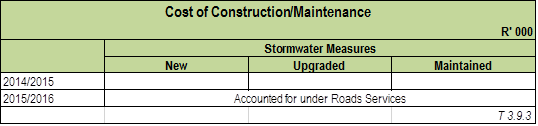 Cost of Construction/Maintenance
R' 000
Stormwater Measures
New Upgraded Maintained
2014/2015
2015/2016 Accounted for under Roads Services
T 3.9.3